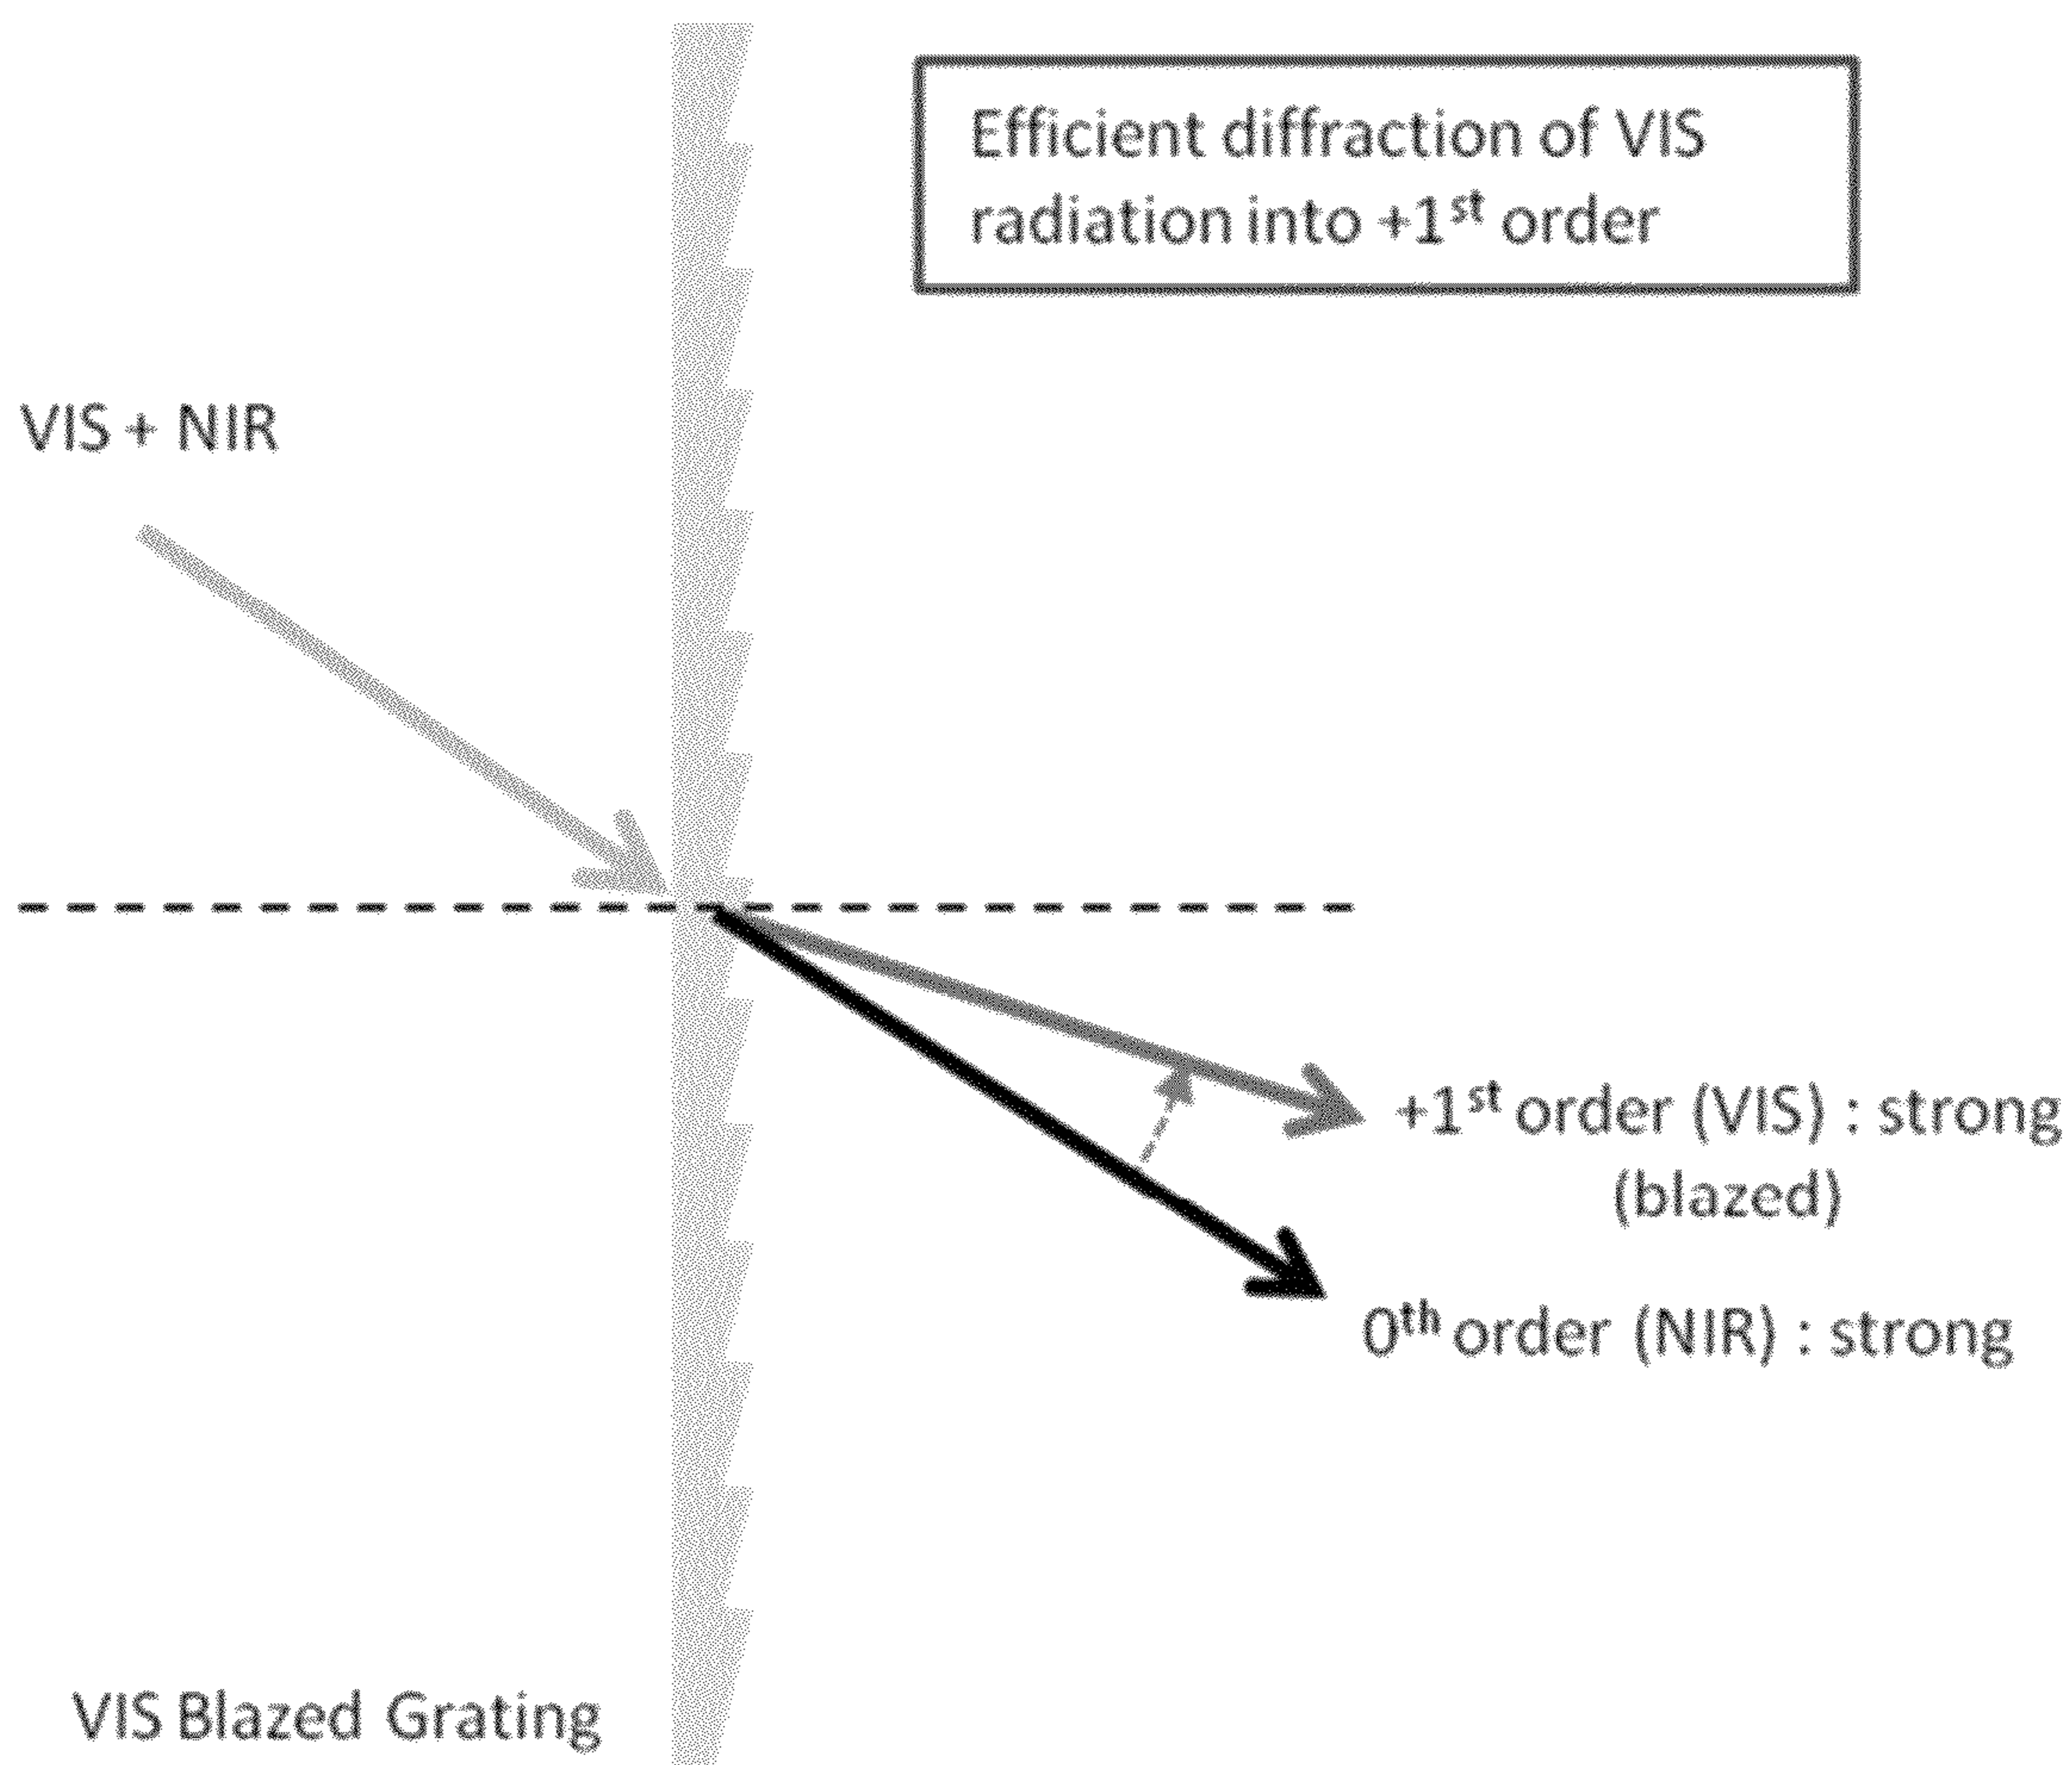 Efficient diffraction of VIS
radiation into +1st order
VIS + NIR
+1st order (VIS) : strong
(blazed)
0th order (NIR) : strong
VIS Blazed Grating